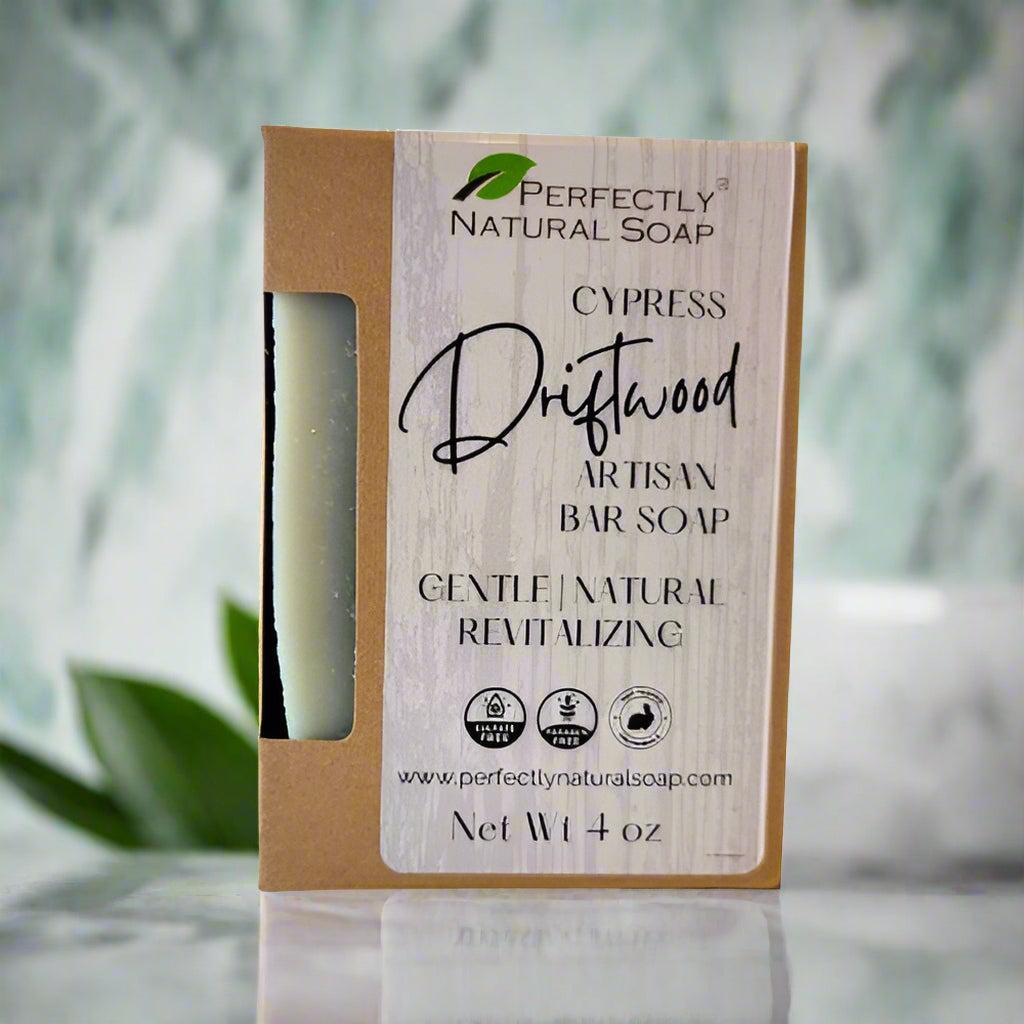 PERFECTLY®
NATURAL SOAP
CYPRESS
Driftwood
ARTISAN
BAR SOAP
GENTLE | NATURAL
REVITALIZING
www.perfectlynaturalsoap.com
Net Wt 4 oz